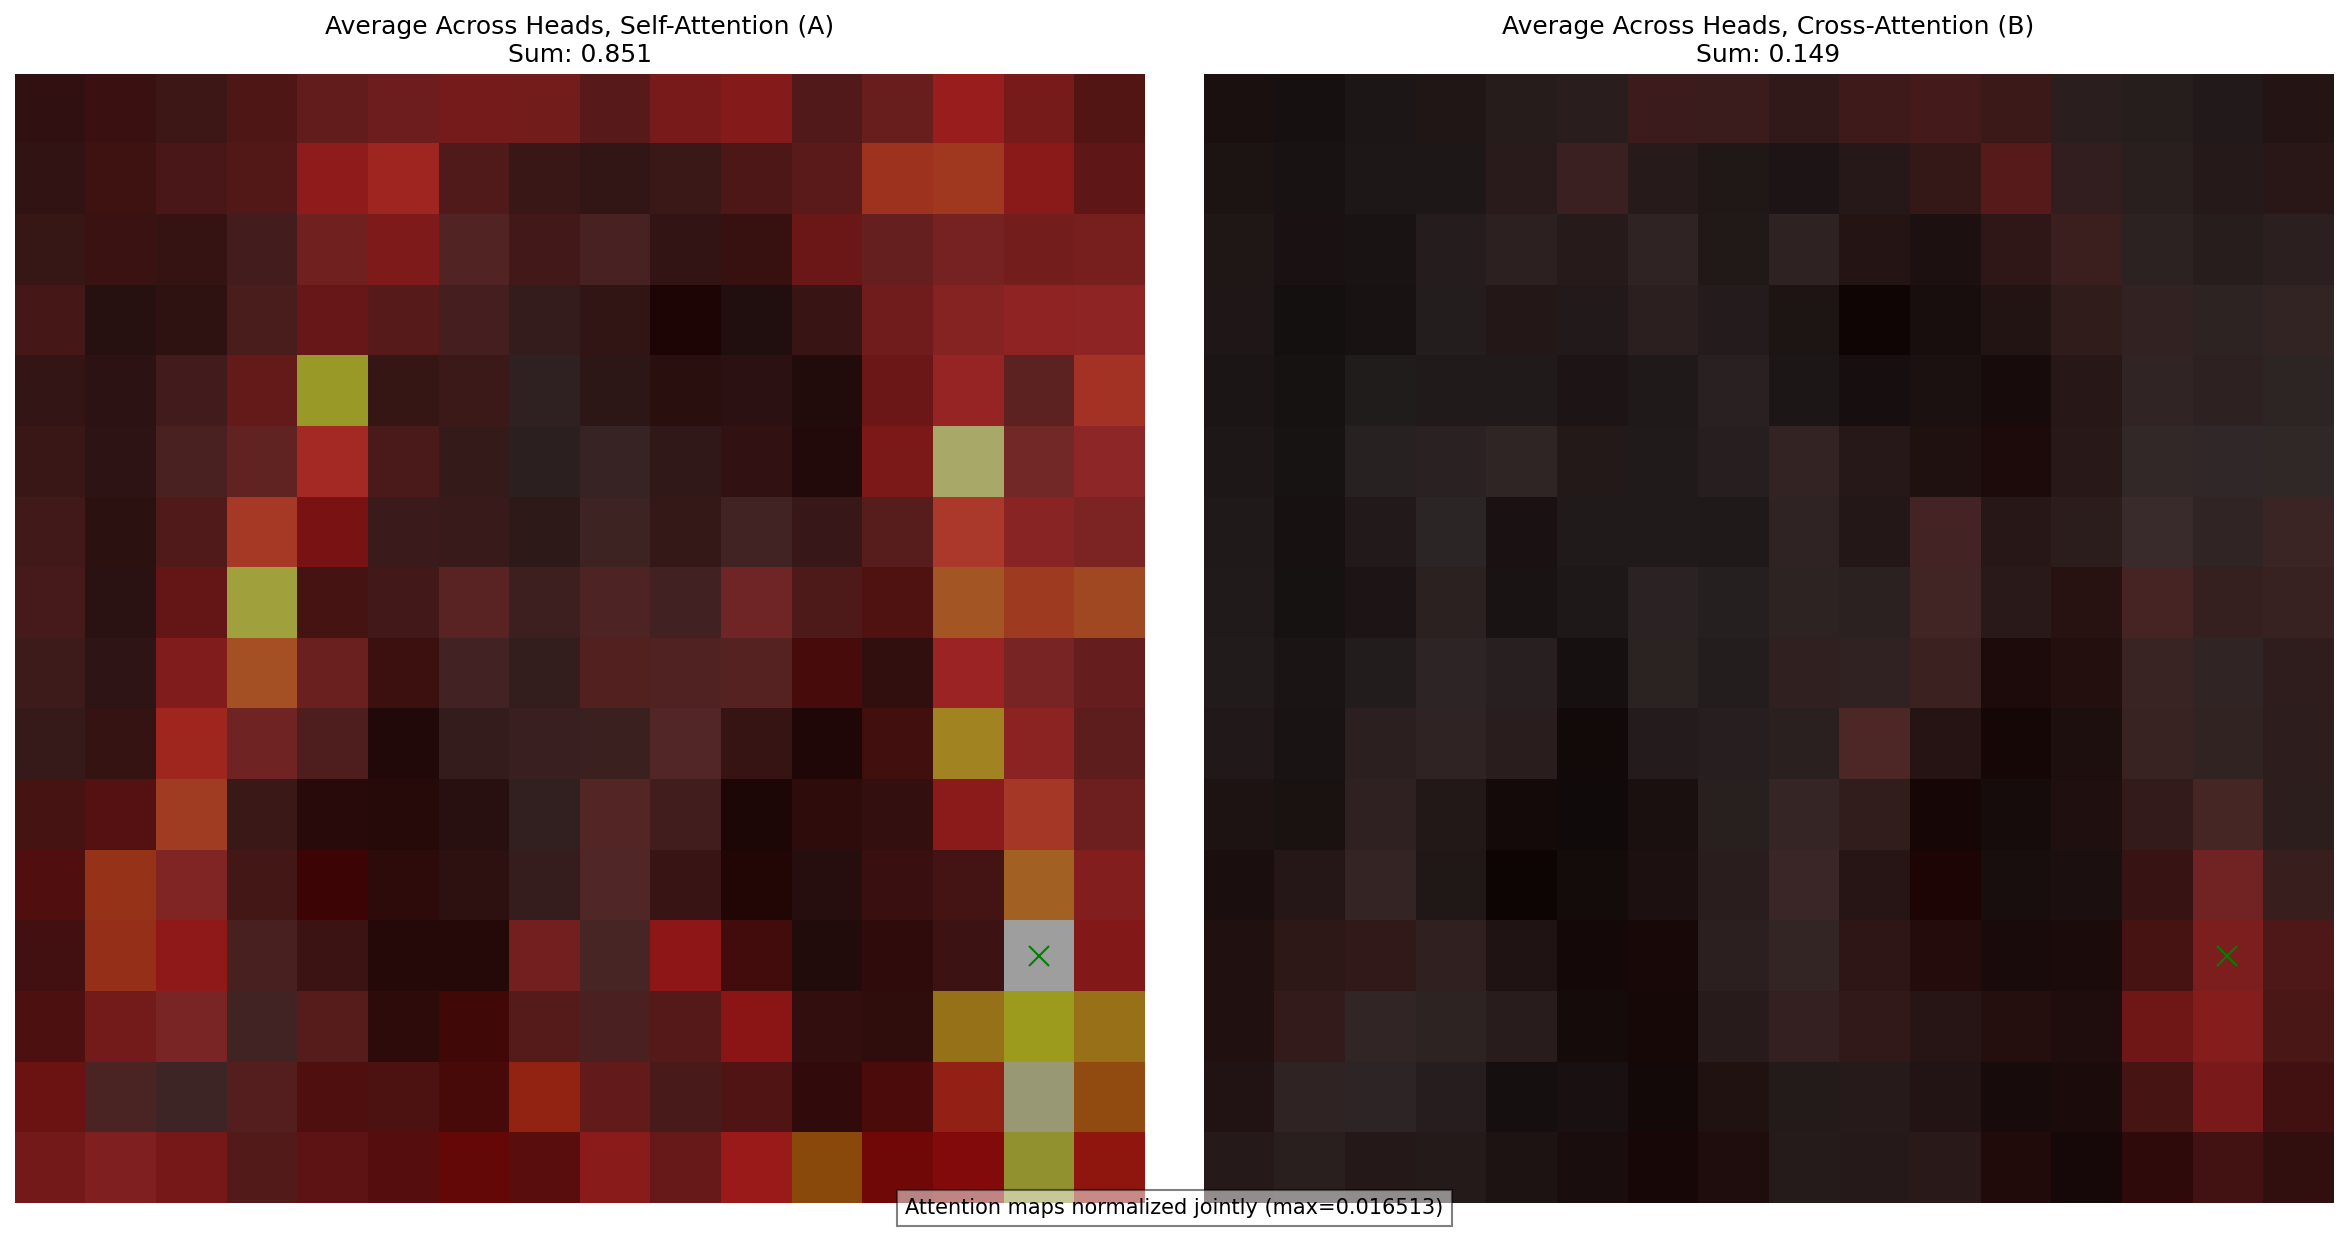 Average Across Heads, Self-Attention (A)
Sum: 0.851
Average Across Heads, Cross-Attention (B)
Sum: 0.149
Attention maps normalized jointly (max=0.016513)